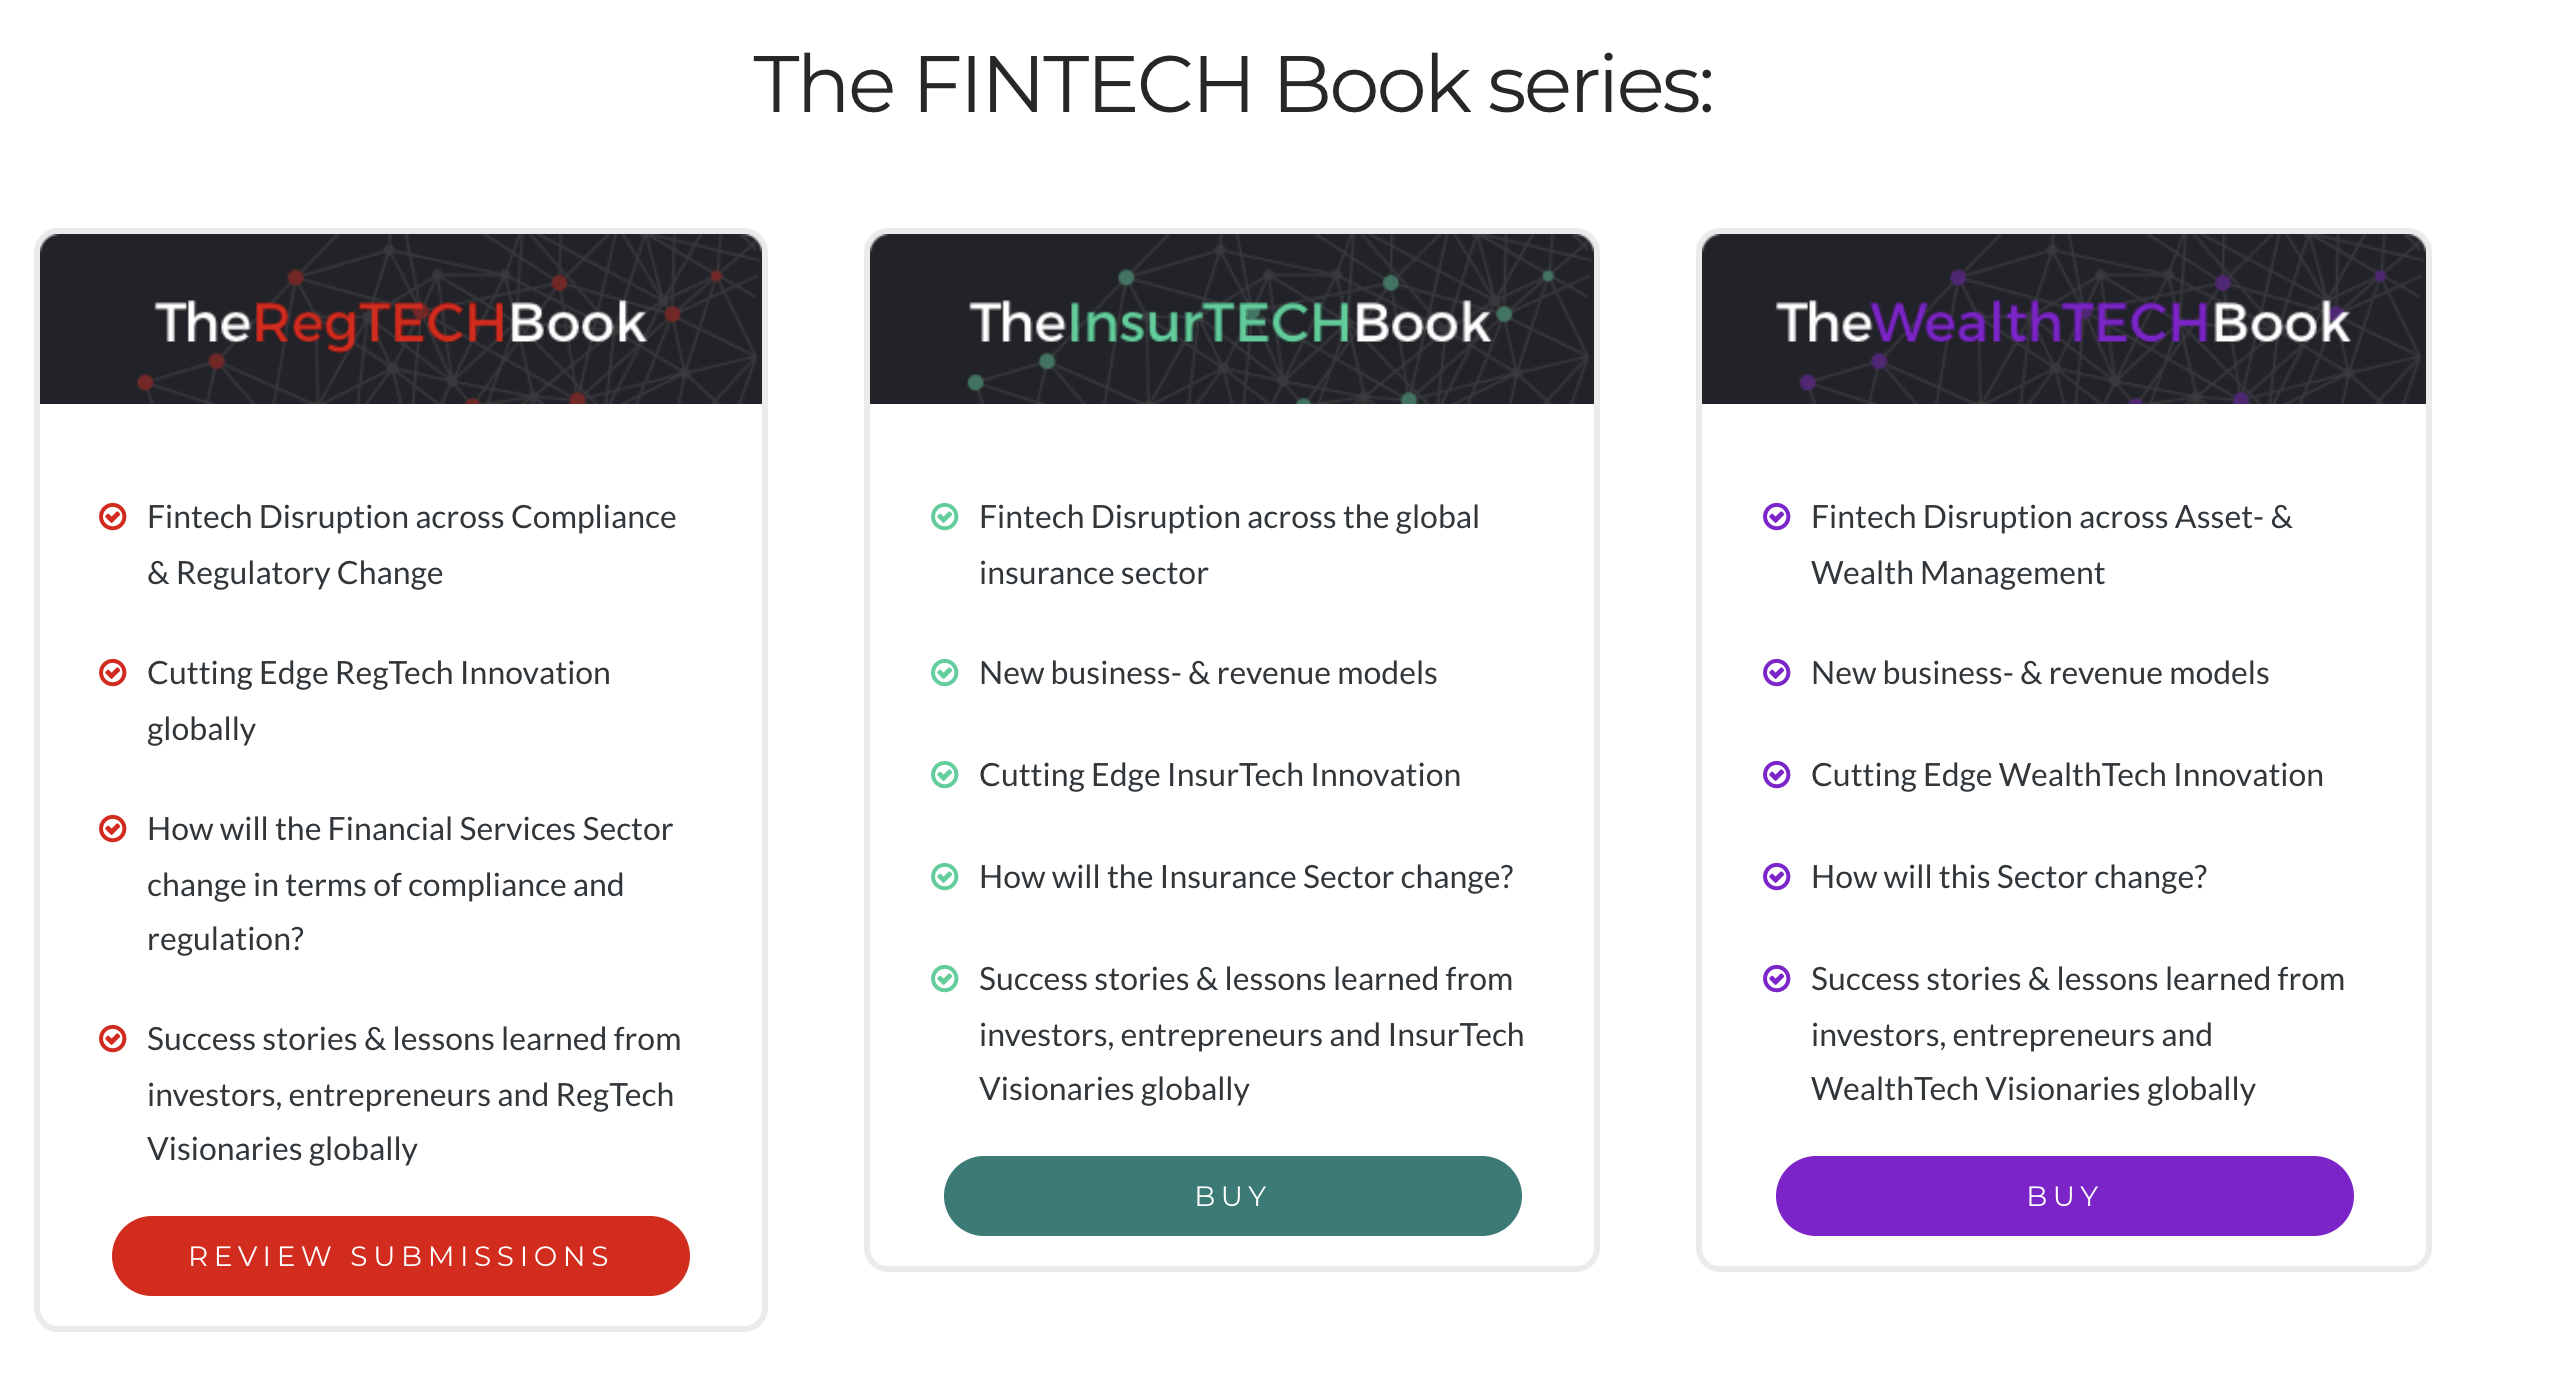 The FINTECH Book series:
TheRegTECHBook
Fintech Disruption across Compliance
& Regulatory Change
Cutting Edge RegTech Innovation
globally
How will the Financial Services Sector
change in terms of compliance and
regulation?
Success stories & lessons learned from
investors, entrepreneurs and RegTech
Visionaries globally
REVIEW SUBMISSIONS
TheInsurTECHBook
Fintech Disruption across the global
insurance sector
New business- & revenue models
Cutting Edge InsurTech Innovation
How will the Insurance Sector change?
Success stories & lessons learned from
investors, entrepreneurs and InsurTech
Visionaries globally
BUY
TheWealthTECHBook
Fintech Disruption across Asset- &
Wealth Management
New business- & revenue models
Cutting Edge WealthTech Innovation
How will this Sector change?
Success stories & lessons learned from
investors, entrepreneurs and
WealthTech Visionaries globally
BUY